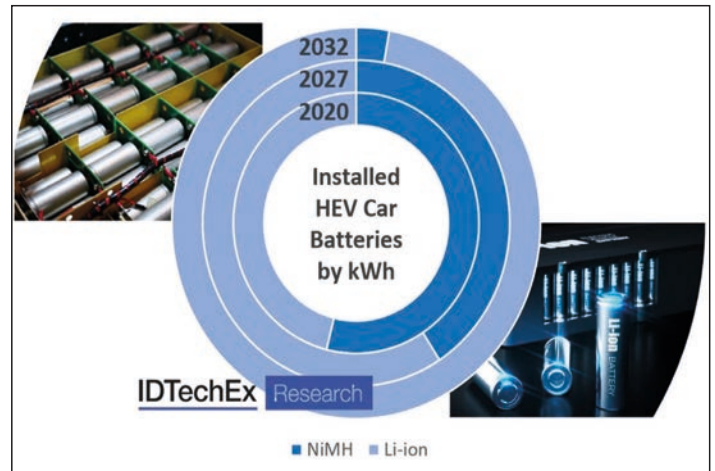 2032
2027
2020
Installed
HEV Car
Batteries
by kWh
Li-ion
BATTERY
IDTechEx Research
NiMH Li-ion